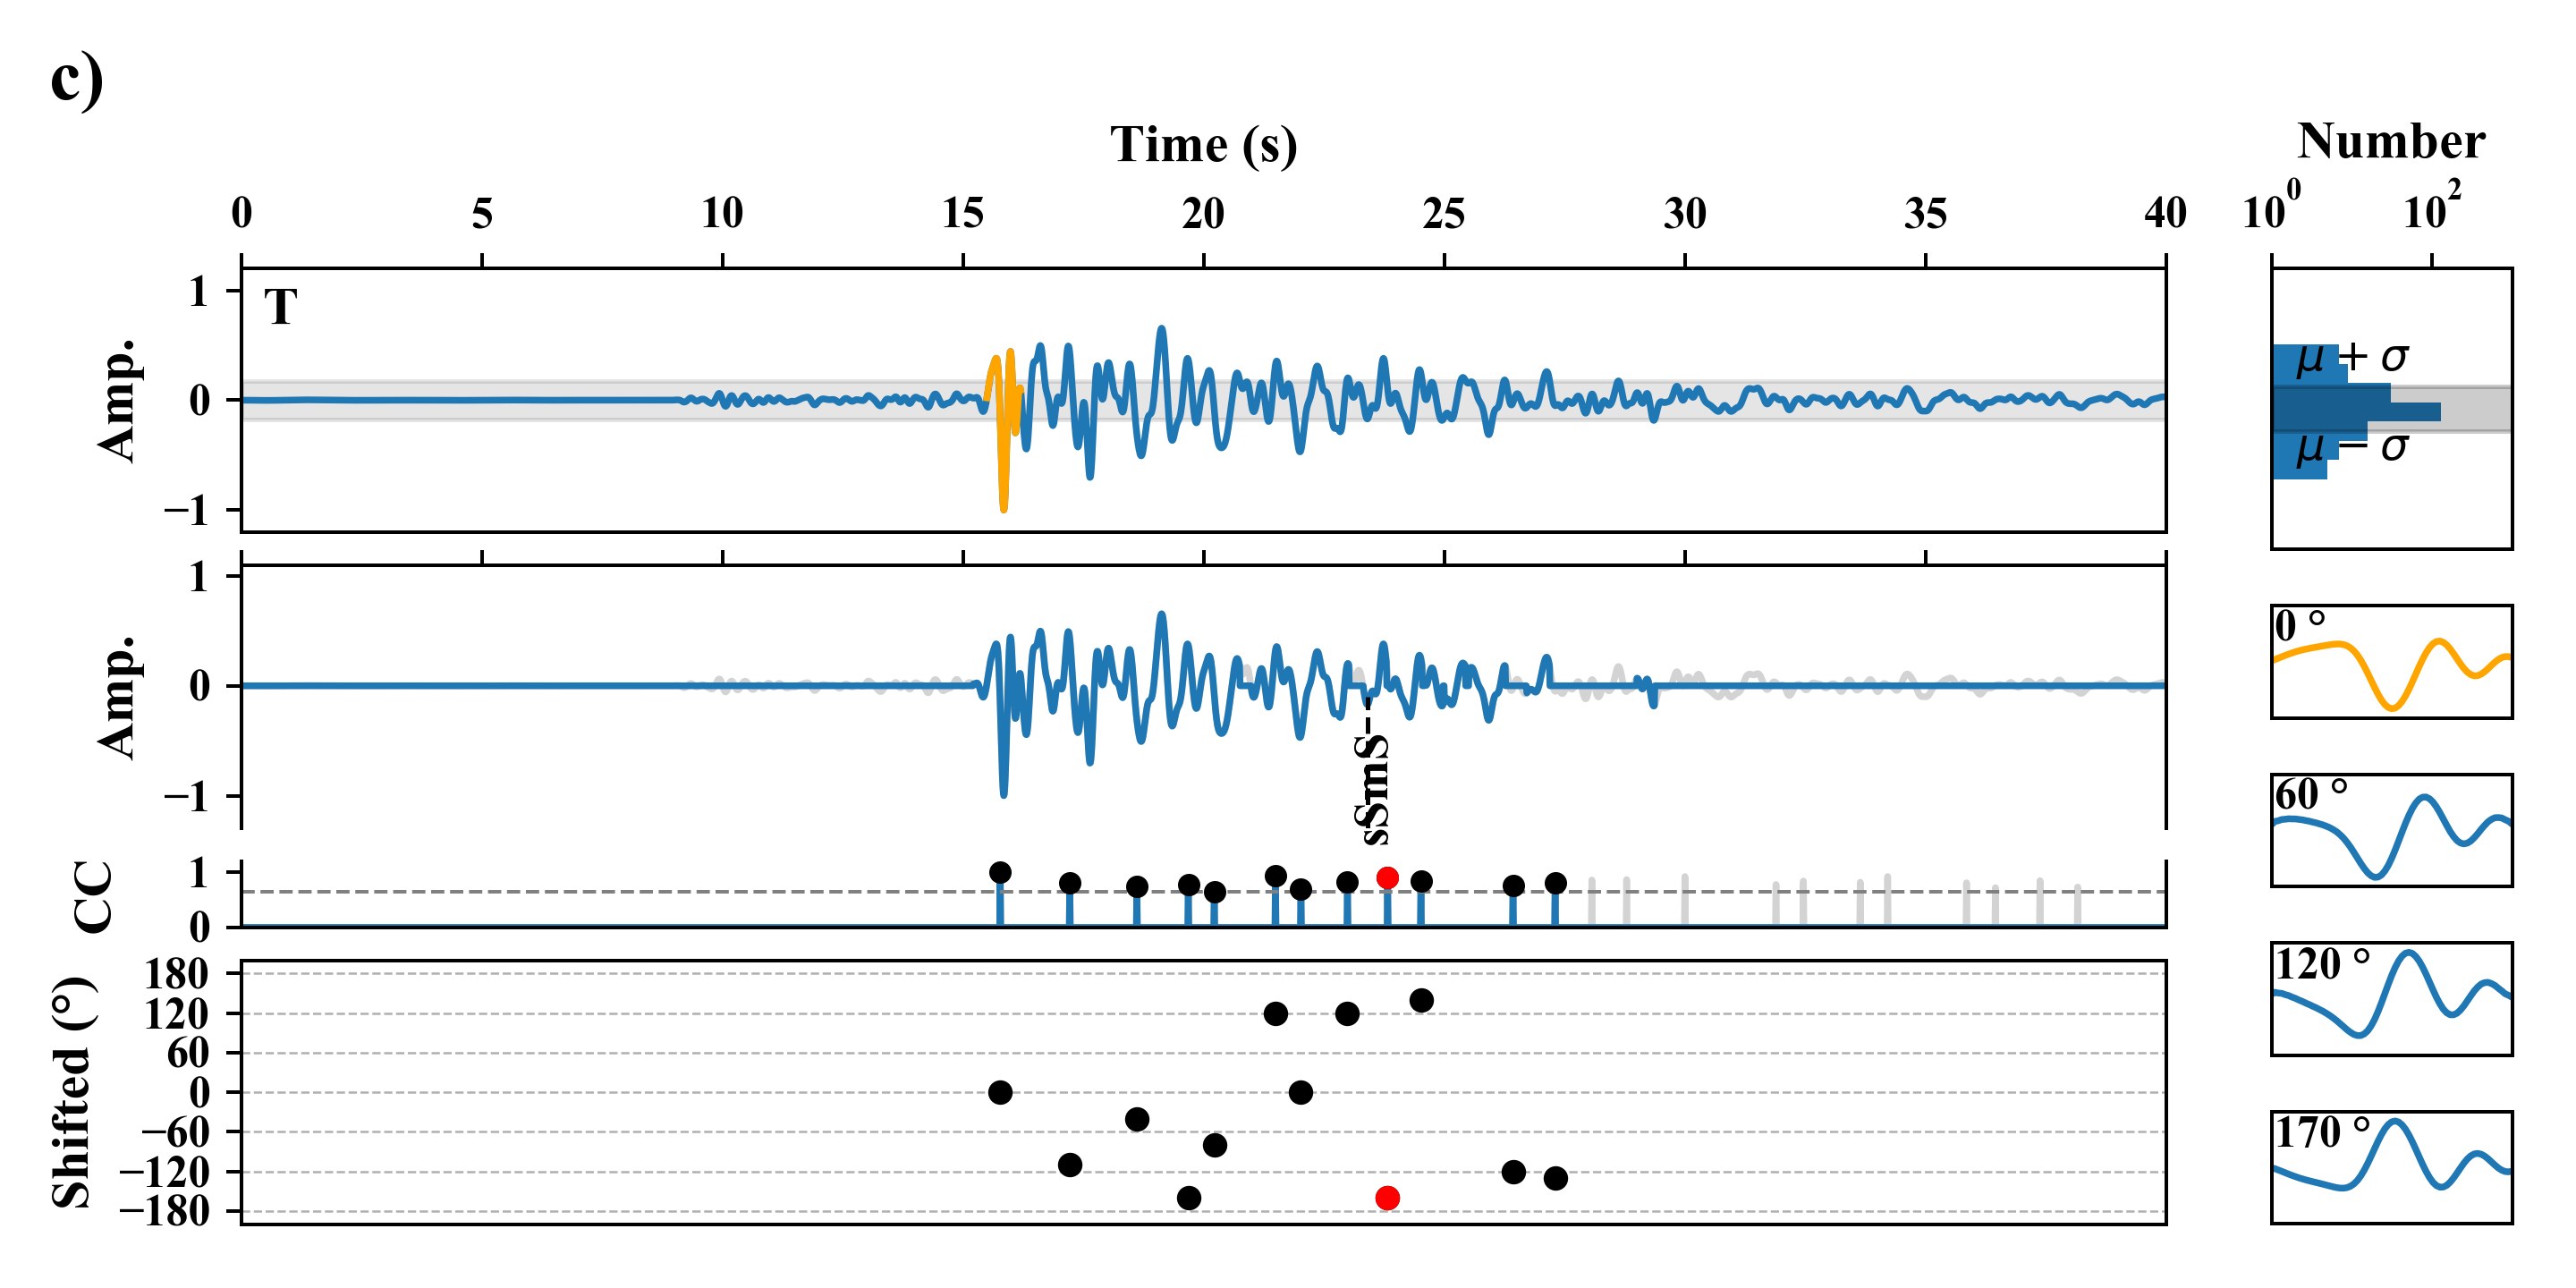 c)
Time (s)
Number
0 5 10 15 20 25 30 35 40
10^0 10^2
T
Amp.
1
0
−1
μ + σ
μ − σ
Amp.
1
0
−1
sSmS
0 °
60 °
CC
1
0
Shifted (°)
180
120
60
0
−60
−120
−180
120 °
170 °